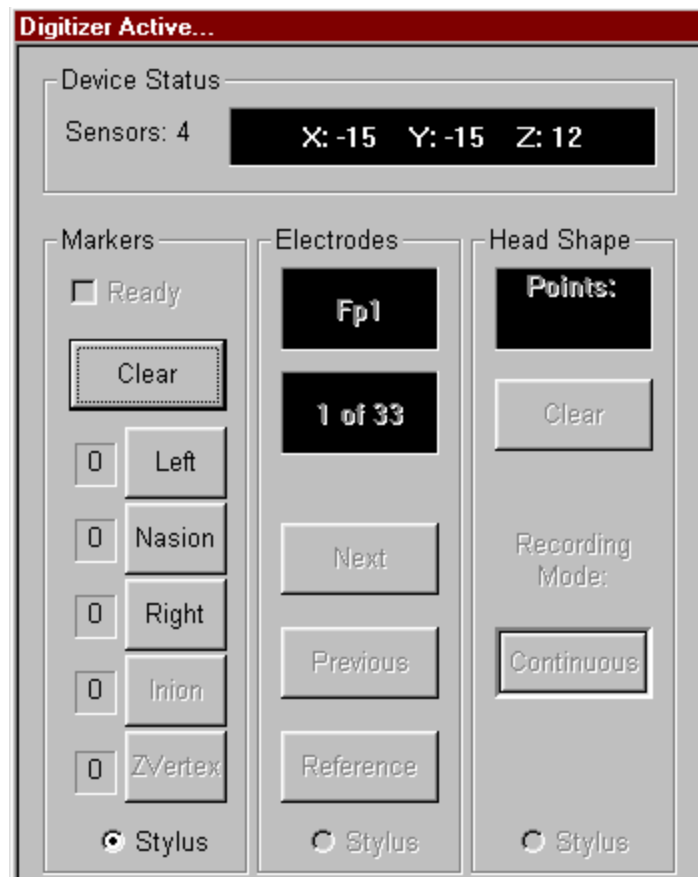 Digitizer Active...
Device Status
Sensors: 4
X: -15 Y: -15 Z: 12
Markers
Ready
Clear
0 Left
0 Nasion
0 Right
0 Inion
0 ZVertex
Stylus
Electrodes
Fp1
1 of 33
Next
Previous
Reference
Stylus
Head Shape
Points:
Clear
Recording
Mode:
Continuous
Stylus